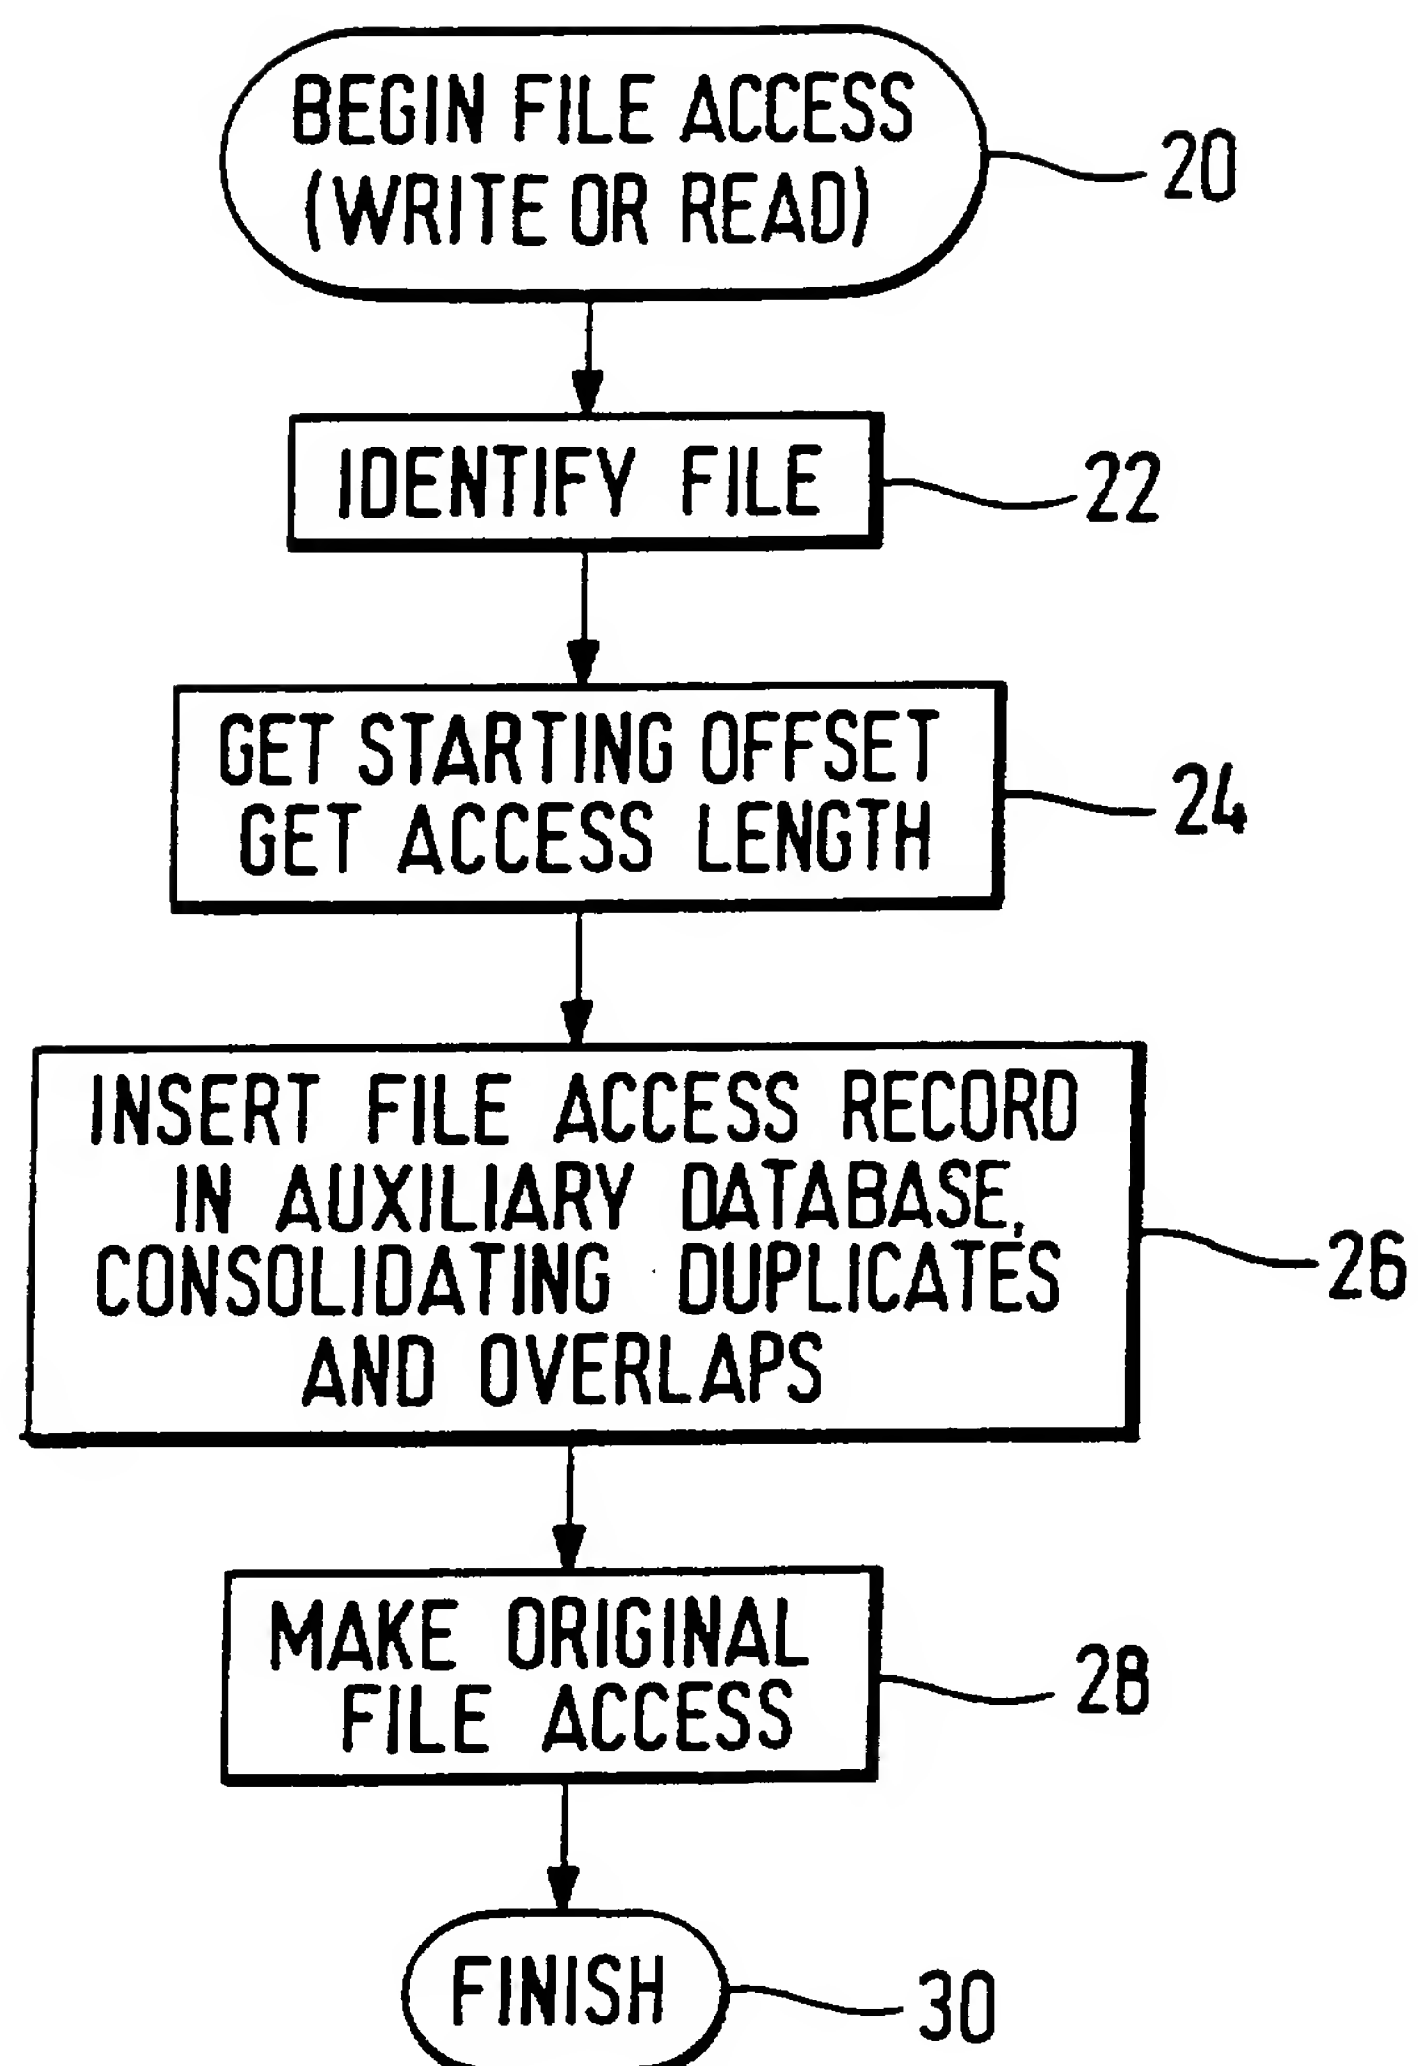 BEGIN FILE ACCESS
(WRITE OR READ)
20
IDENTIFY FILE
22
GET STARTING OFFSET
GET ACCESS LENGTH
24
INSERT FILE ACCESS RECORD
IN AUXILIARY DATABASE,
CONSOLIDATING DUPLICATES
AND OVERLAPS
26
MAKE ORIGINAL
FILE ACCESS
28
FINISH
30